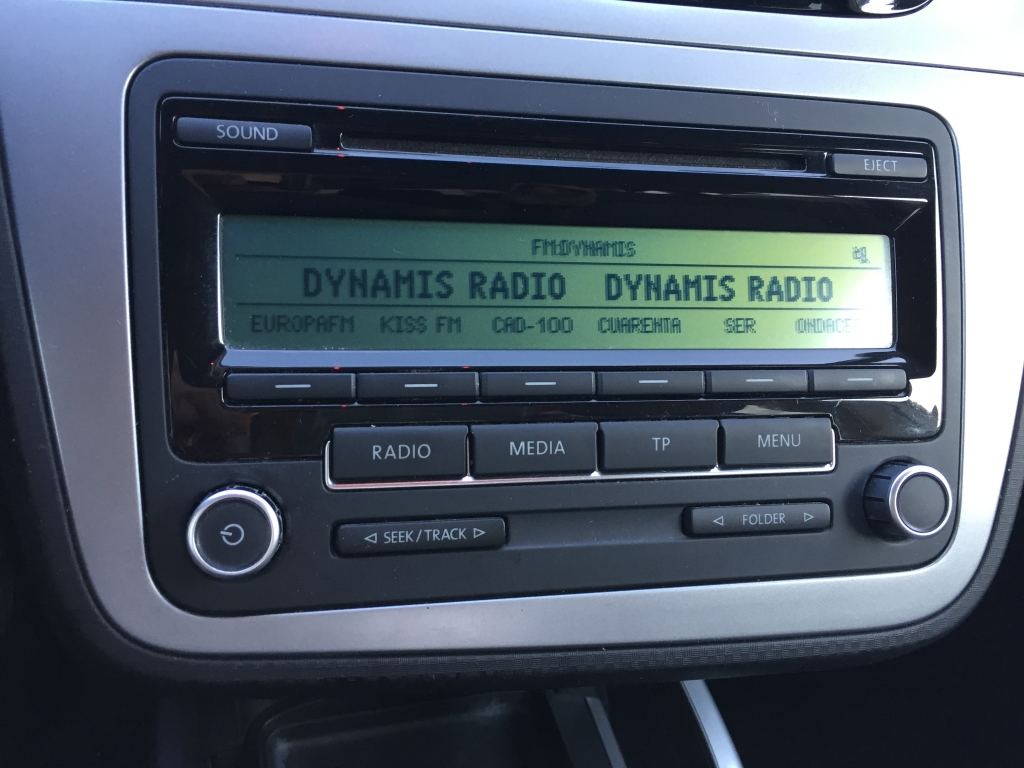 SOUND
EJECT
FM:DYNAMIS
DYNAMIS RADIO DYNAMIS RADIO
EUROPAFM KISS FM CAD-100 CUARENTA SER ONDACE
RADIO MEDIA TP MENU
SEEK/TRACK FOLDER